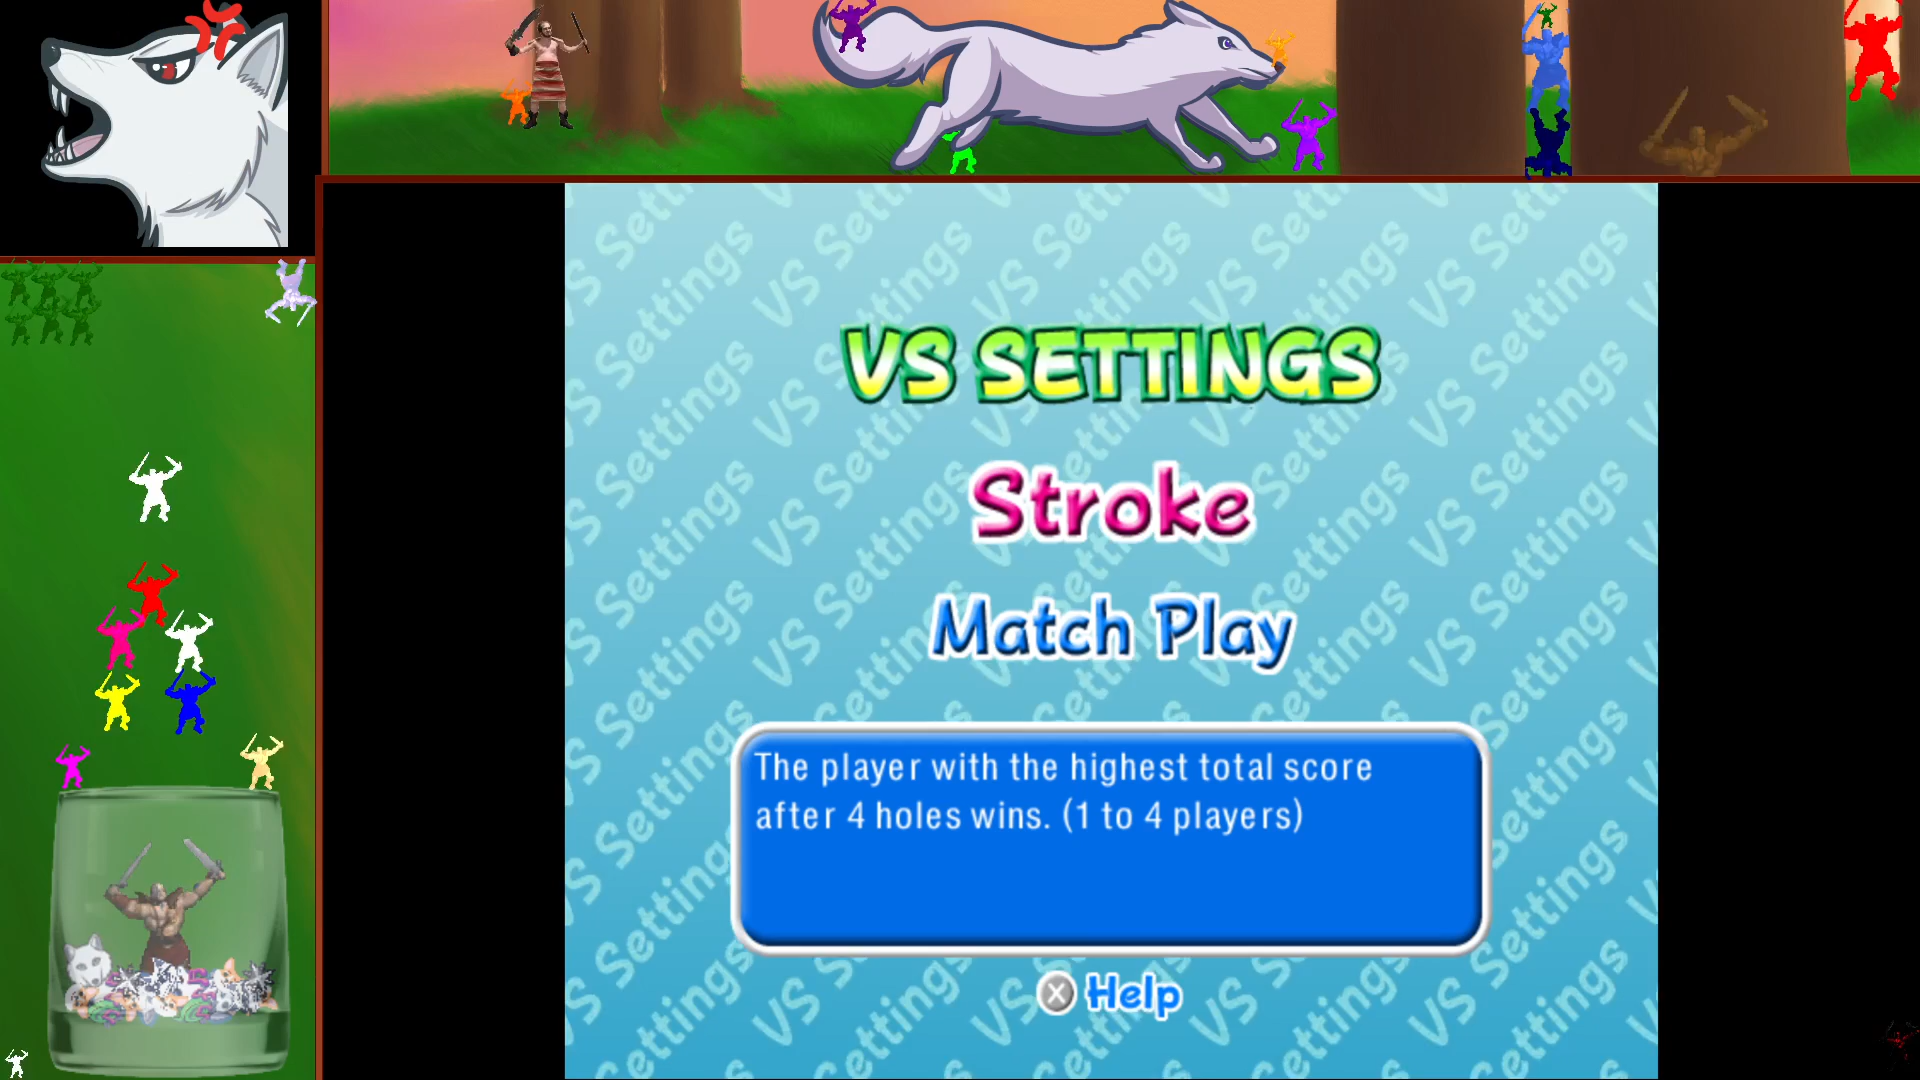 VS SETTINGS
Stroke
Match Play
The player with the highest total score
after 4 holes wins. (1 to 4 players)
X Help